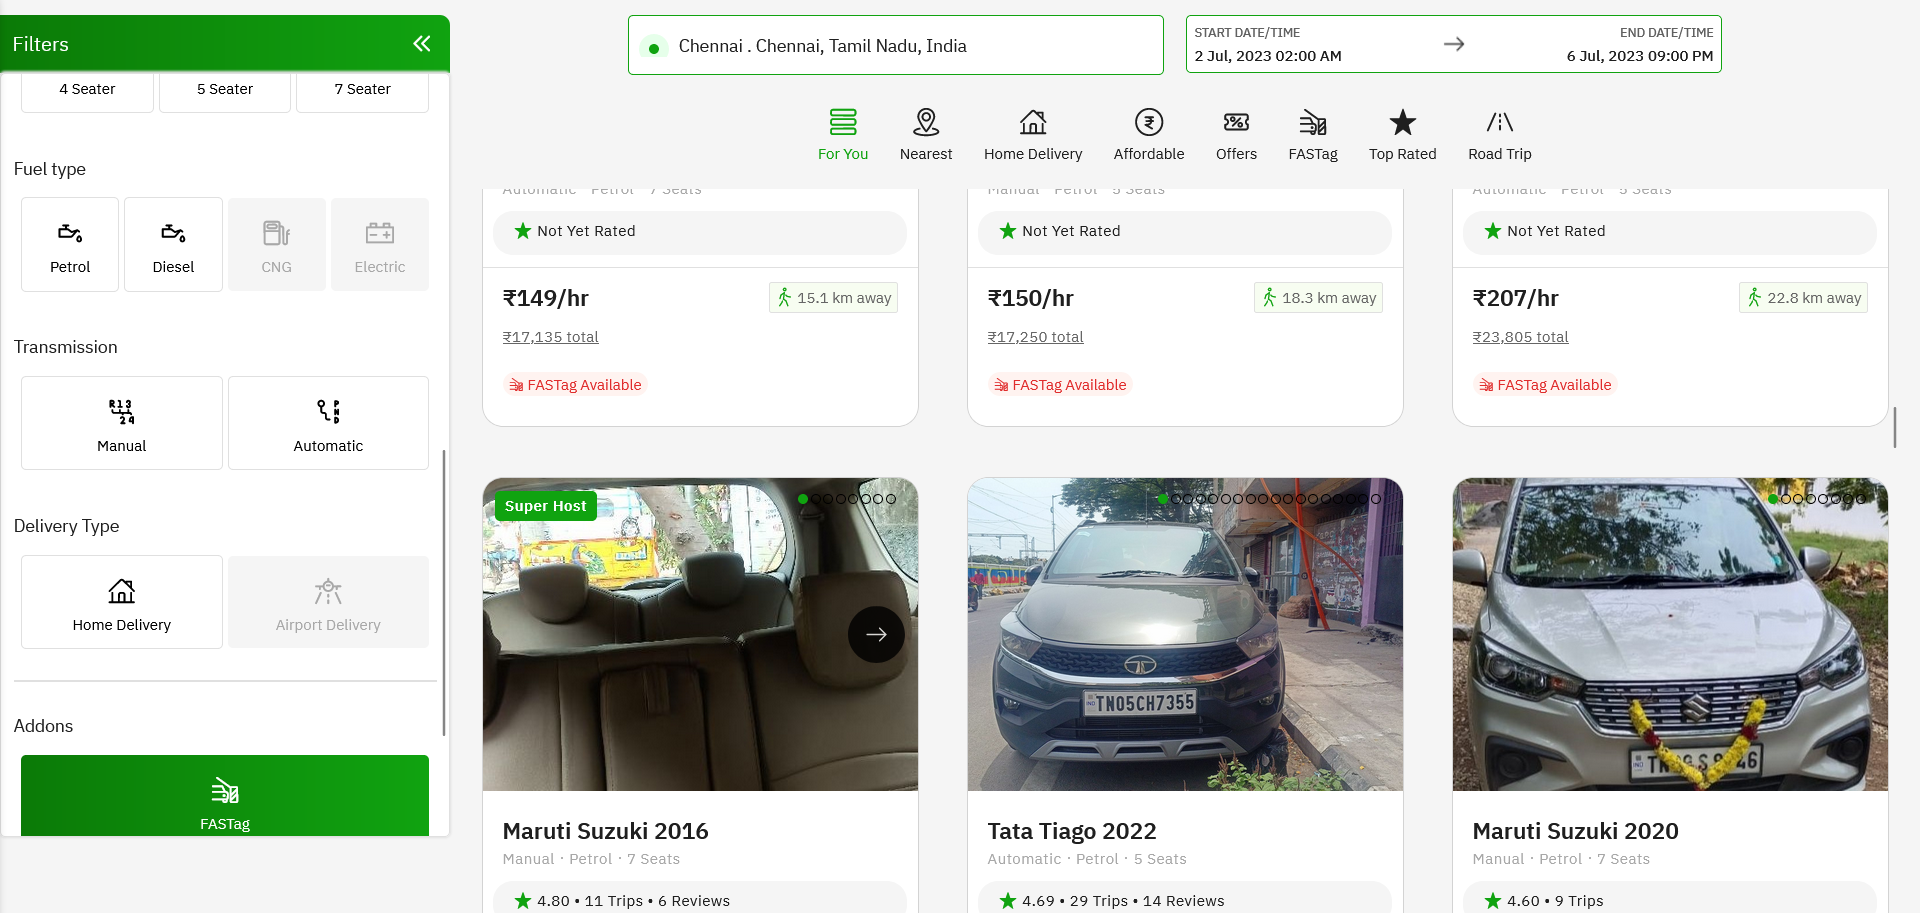 Filters
4 Seater
5 Seater
7 Seater
Fuel type
Petrol
Diesel
CNG
Electric
Transmission
Manual
Automatic
Delivery Type
Home Delivery
Airport Delivery
Addons
FASTag
Chennai . Chennai, Tamil Nadu, India
START DATE/TIME
2 Jul, 2023 02:00 AM
END DATE/TIME
6 Jul, 2023 09:00 PM
For You
Nearest
Home Delivery
Affordable
Offers
FASTag
Top Rated
Road Trip
Automatic · Petrol · 7 Seats
Not Yet Rated
₹149/hr
15.1 km away
₹17,135 total
FASTag Available
Manual · Petrol · 5 Seats
Not Yet Rated
₹150/hr
18.3 km away
₹17,250 total
FASTag Available
Automatic · Petrol · 5 Seats
Not Yet Rated
₹207/hr
22.8 km away
₹23,805 total
FASTag Available
Super Host
Maruti Suzuki 2016
Manual · Petrol · 7 Seats
4.80 • 11 Trips • 6 Reviews
TN05CH7355
Tata Tiago 2022
Automatic · Petrol · 5 Seats
4.69 • 29 Trips • 14 Reviews
Maruti Suzuki 2020
Manual · Petrol · 7 Seats
4.60 • 9 Trips